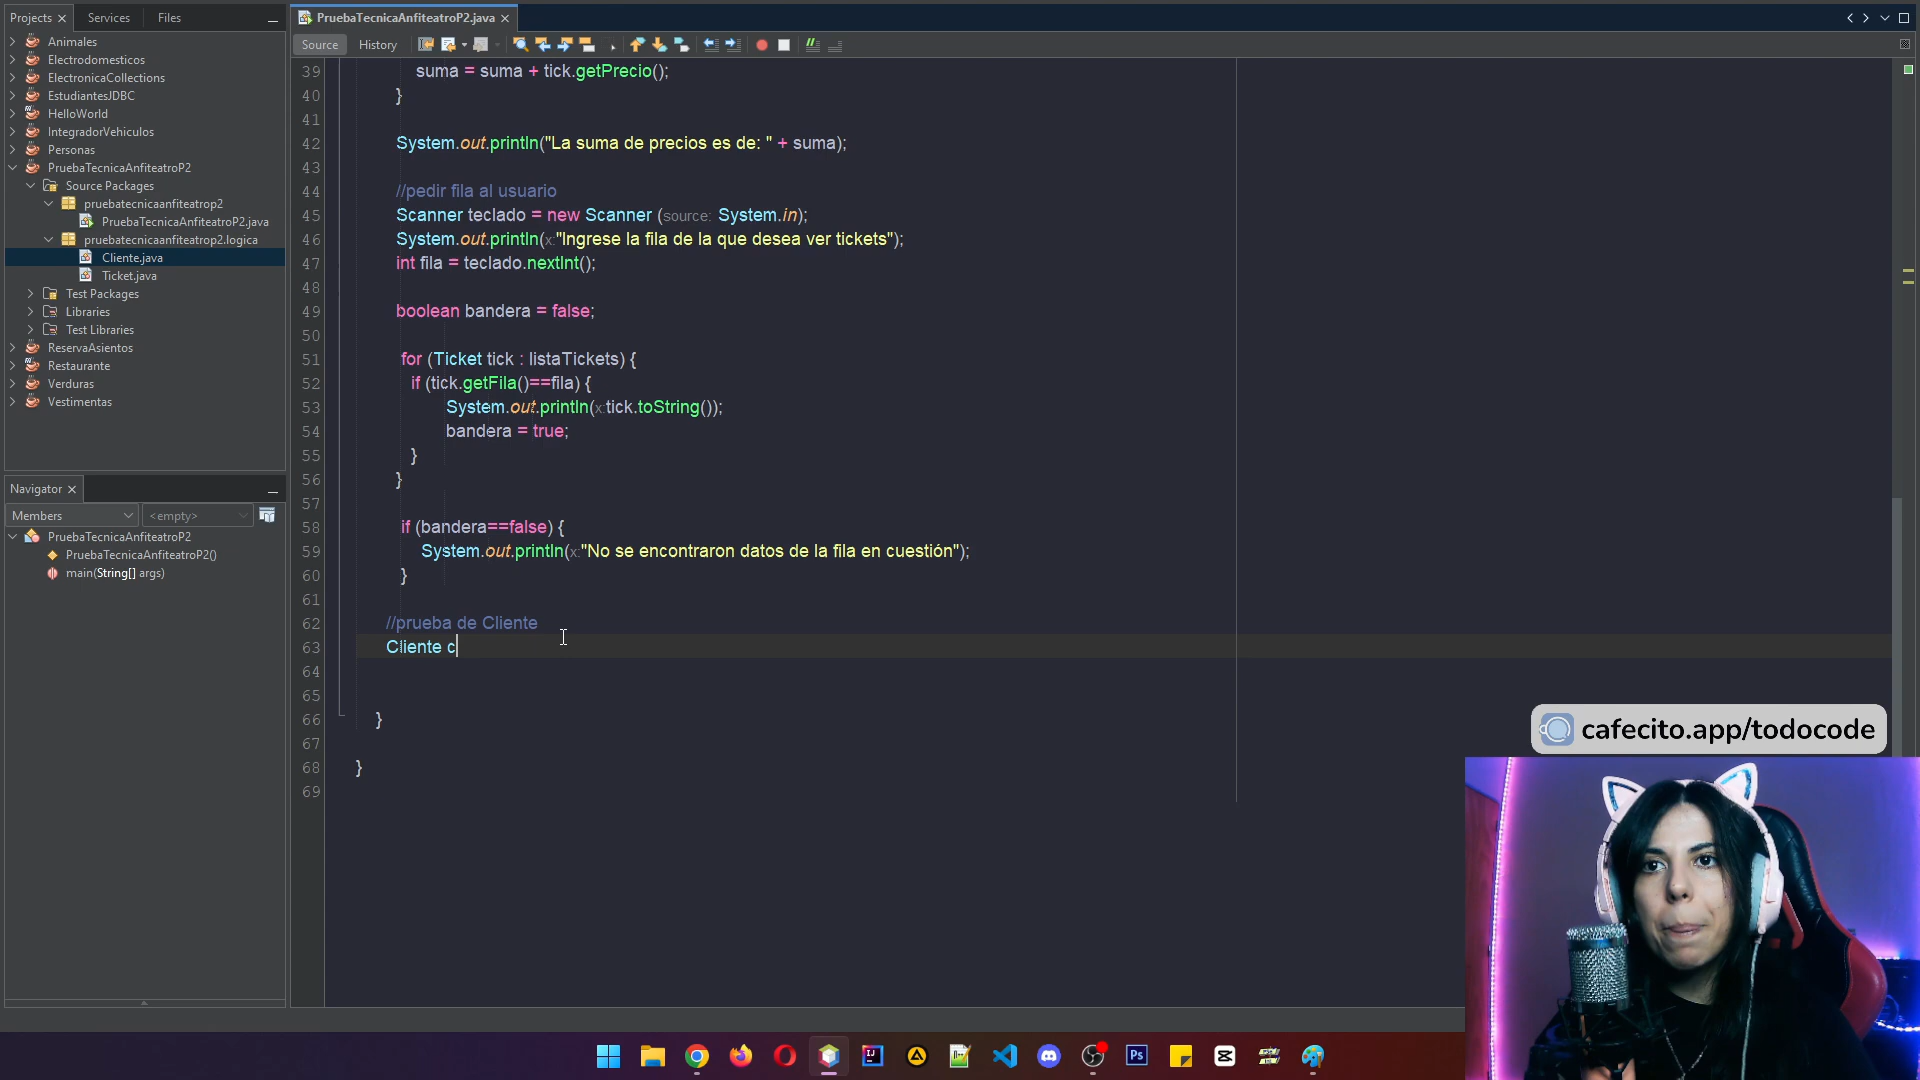 Projects
Services
Files
PruebaTecnicaAnfiteatroP2.java
Source
History
Animales
Electrodomesticos
ElectronicaCollections
EstudiantesJDBC
HelloWorld
IntegradorVehiculos
Personas
PruebaTecnicaAnfiteatroP2
Source Packages
pruebatecnicaanfiteatrop2
PruebaTecnicaAnfiteatroP2.java
pruebatecnicaanfiteatrop2.logica
Cliente.java
Ticket.java
Test Packages
Libraries
Test Libraries
ReservaAsientos
Restaurante
Verduras
Vestimentas
Navigator
Members
<empty>
PruebaTecnicaAnfiteatroP2
PruebaTecnicaAnfiteatroP2()
main(String[] args)
39 suma = suma + tick.getPrecio();
40 }
41
42 System.out.println("La suma de precios es de: " + suma);
43
44 //pedir fila al usuario
45 Scanner teclado = new Scanner (source: System.in);
46 System.out.println(x:"Ingrese la fila de la que desea ver tickets");
47 int fila = teclado.nextInt();
48
49 boolean bandera = false;
50
51 for (Ticket tick : listaTickets) {
52 if (tick.getFila()==fila) {
53 System.out.println(x:tick.toString());
54 bandera = true;
55 }
56 }
57
58 if (bandera==false) {
59 System.out.println(x:"No se encontraron datos de la fila en cuestión");
60 }
61
62 //prueba de Cliente
63 Cliente c
64
65
66 }
67
68 }
69
cafecito.app/todocode
Ps